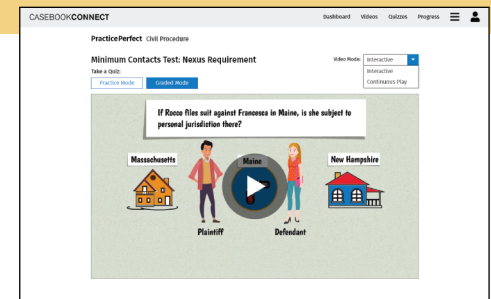 CASEBOOKCONNECT
Dashboard Videos Quizzes Progress
PracticePerfect Civil Procedure
Minimum Contacts Test: Nexus Requirement
Video Mode: Interactive
Interactive
Continuous Play
Take a Quiz:
Practice Mode Graded Mode
If Rocco files suit against Francesca in Maine, is she subject to
personal jurisdiction there?
Massachusetts Maine New Hampshire
Plaintiff Defendant